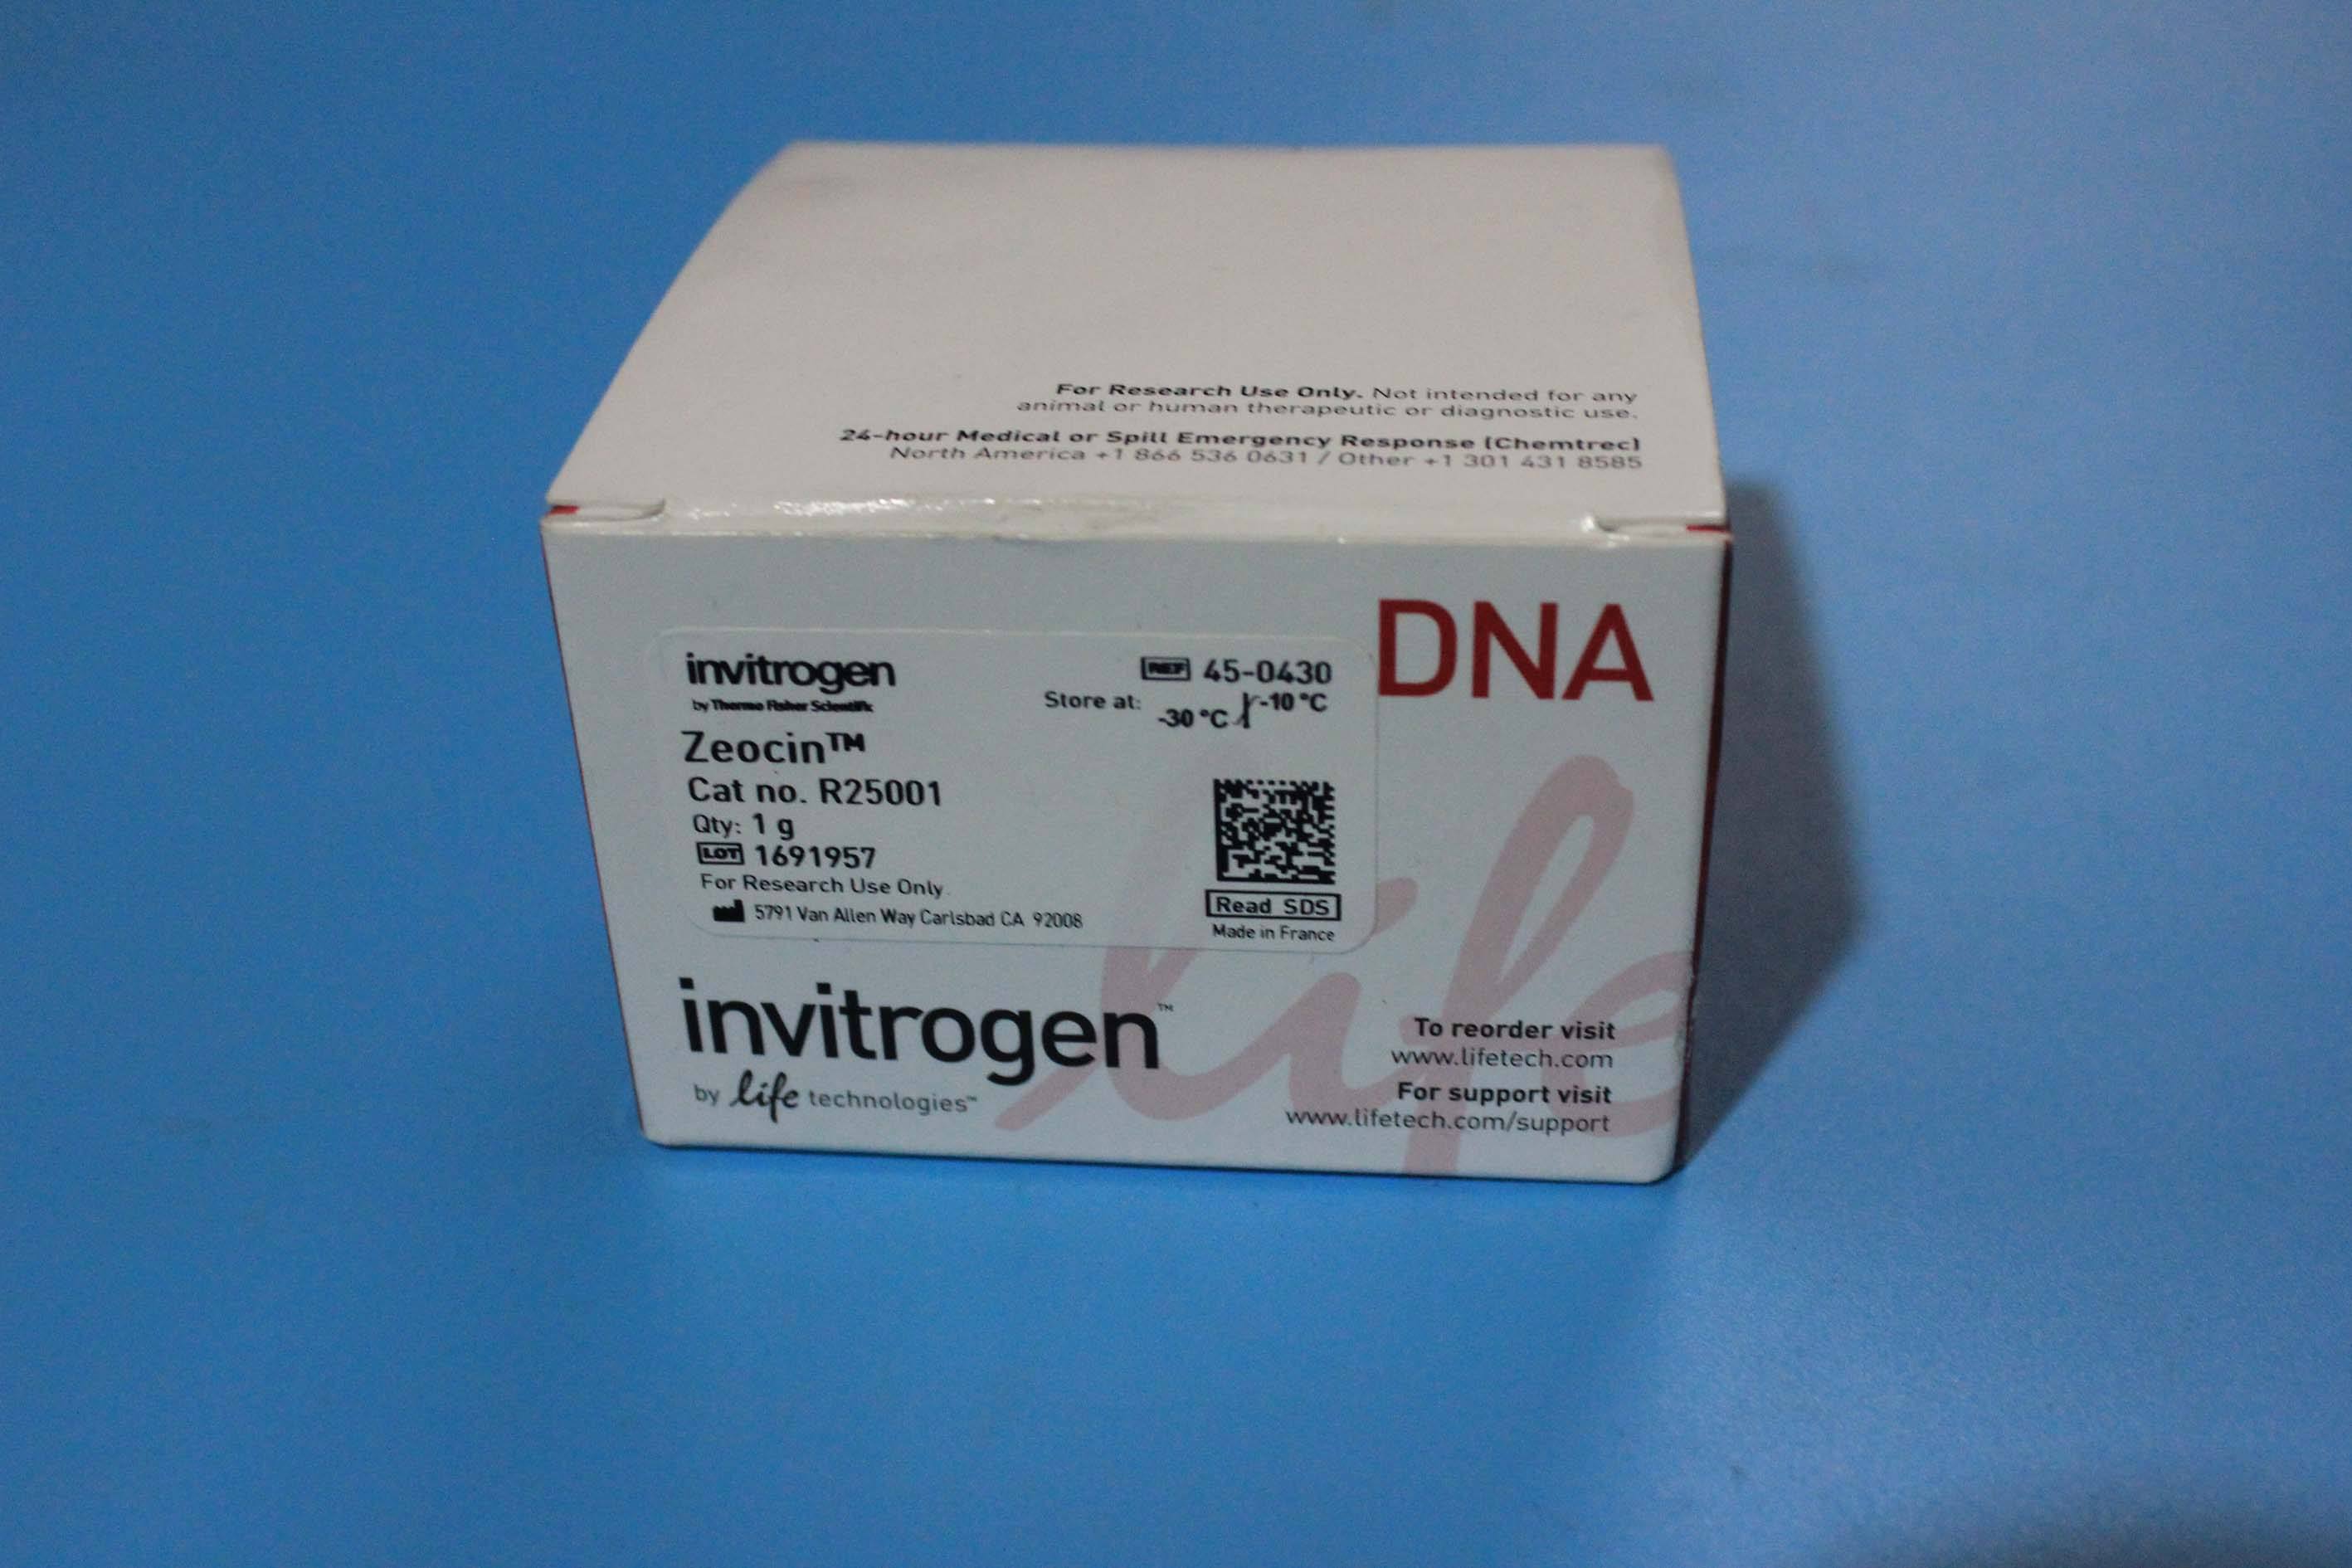 For Research Use Only. Not intended for any
animal or human therapeutic or diagnostic use.
24-hour Medical or Spill Emergency Response (Chemtrec)
North America +1 866 536 0631 / Other +1 301 431 8585
DNA
invitrogen
by Thermo Fisher Scientific
REF 45-0430
Store at:
-30 °C -10 °C
Zeocin™
Cat no. R25001
Qty: 1 g
LOT 1691957
For Research Use Only.
5791 Van Allen Way Carlsbad CA 92008
Read SDS
Made in France
life
invitrogen™
by life technologies™
To reorder visit
www.lifetech.com
For support visit
www.lifetech.com/support